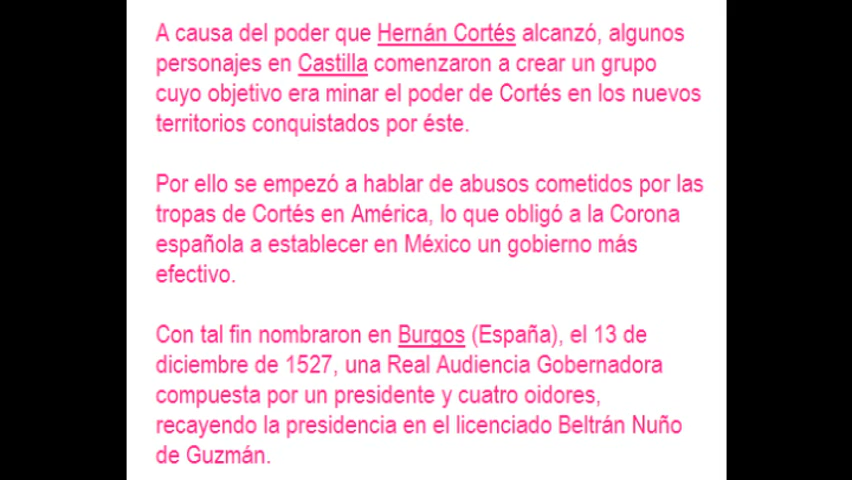 A causa del poder que Hernán Cortés alcanzó, algunos
personajes en Castilla comenzaron a crear un grupo
cuyo objetivo era minar el poder de Cortés en los nuevos
territorios conquistados por éste.
Por ello se empezó a hablar de abusos cometidos por las
tropas de Cortés en América, lo que obligó a la Corona
española a establecer en México un gobierno más
efectivo.
Con tal fin nombraron en Burgos (España), el 13 de
diciembre de 1527, una Real Audiencia Gobernadora
compuesta por un presidente y cuatro oidores,
recayendo la presidencia en el licenciado Beltrán Nuño
de Guzmán.